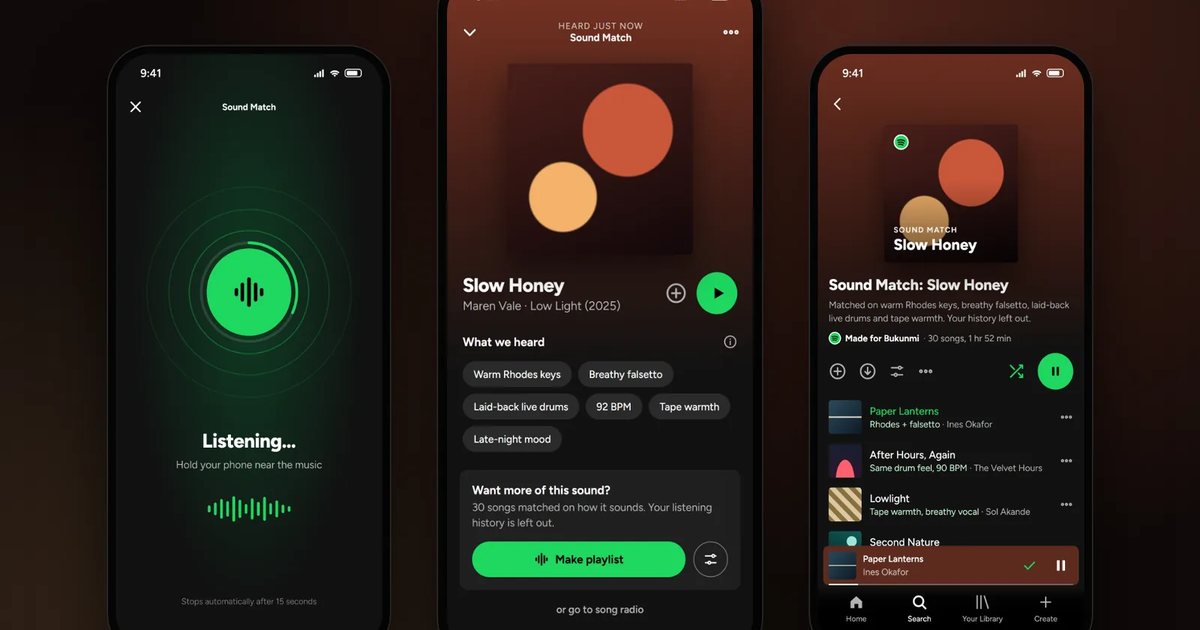 9:41
Sound Match
Listening...
Hold your phone near the music
Stops automatically after 15 seconds
HEARD JUST NOW
Sound Match
Slow Honey
Maren Vale · Low Light (2025)
What we heard
Warm Rhodes keys
Breathy falsetto
Laid-back live drums
92 BPM
Tape warmth
Late-night mood
Want more of this sound?
30 songs matched on how it sounds. Your listening
history is left out.
Make playlist
or go to song radio
9:41
SOUND MATCH
Slow Honey
Sound Match: Slow Honey
Matched on warm Rhodes keys, breathy falsetto, laid-back
live drums and tape warmth. Your history left out.
Made for Bukunmi · 30 songs, 1 hr 52 min
Paper Lanterns
Rhodes + falsetto · Ines Okafor
After Hours, Again
Same drum feel, 90 BPM · The Velvet Hours
Lowlight
Tape warmth, breathy vocal · Sol Akande
Second Nature
Paper Lanterns
Ines Okafor
Home
Search
Your Library
Create